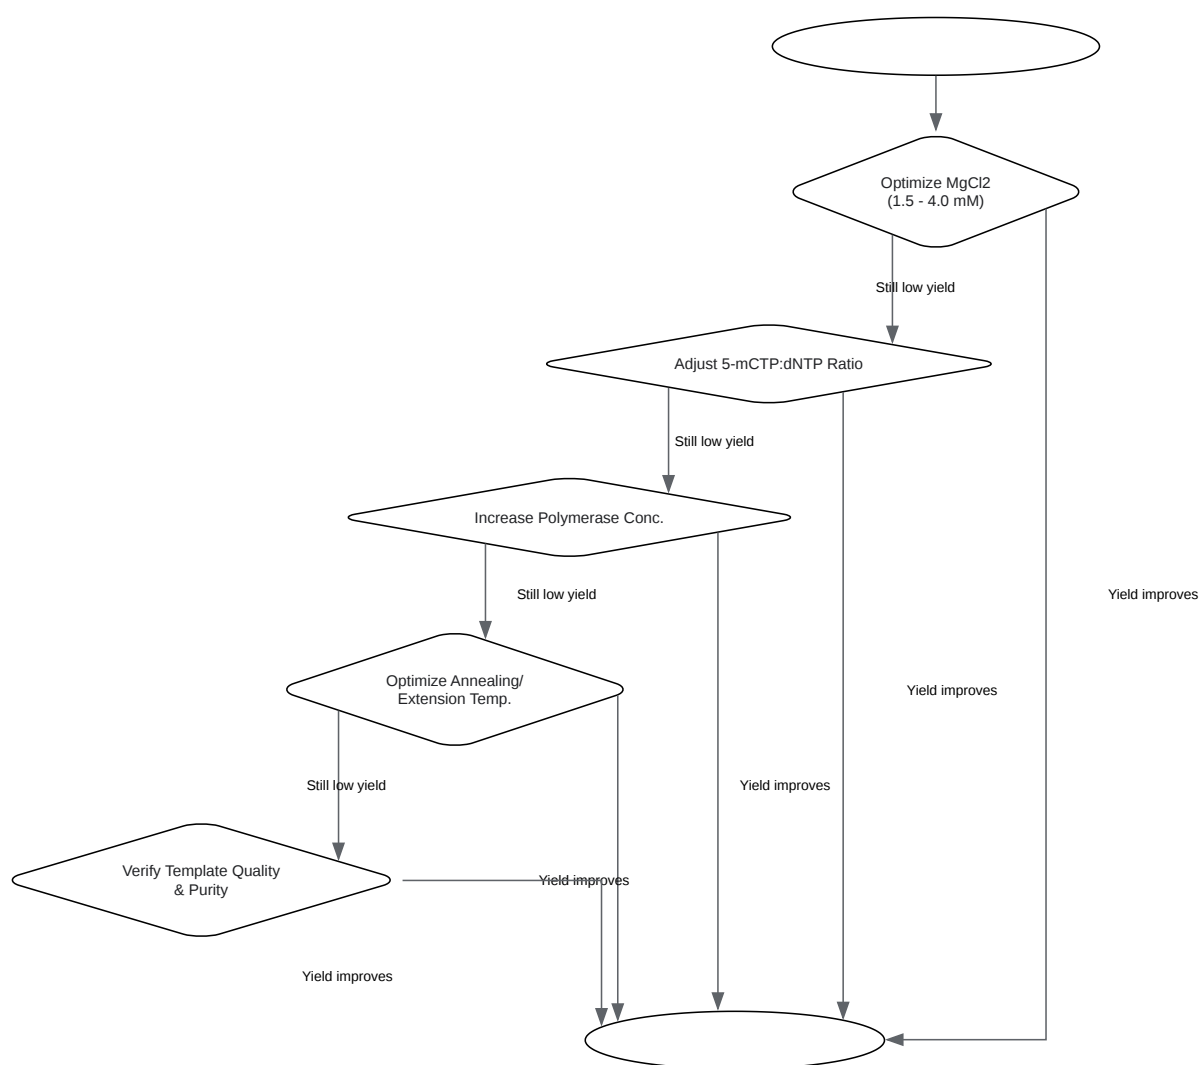 Optimize MgCl2
(1.5 - 4.0 mM)
Still low yield
Adjust 5-mCTP:dNTP Ratio
Still low yield
Increase Polymerase Conc.
Still low yield
Yield improves
Optimize Annealing/
Extension Temp.
Yield improves
Still low yield
Yield improves
Verify Template Quality
& Purity
Yield improves
Yield improves